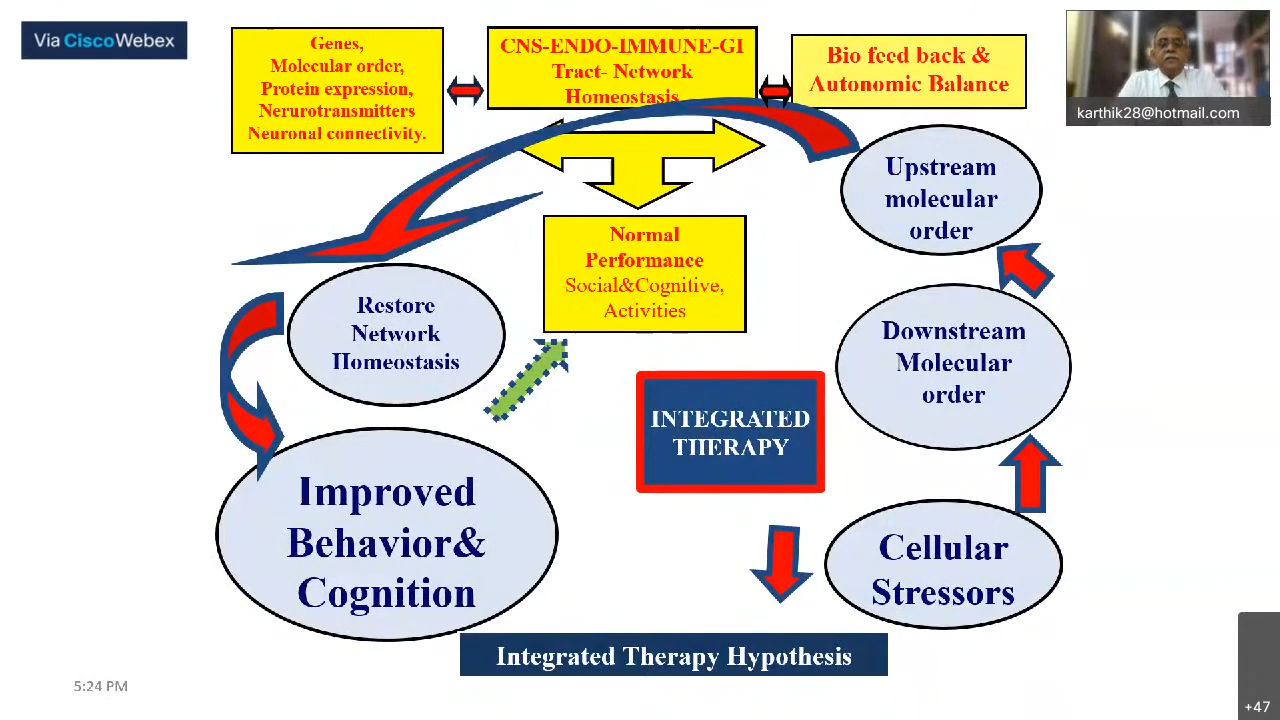 Via CiscoWebex
Genes,
Molecular order,
Protein expression,
Nerurotransmitters
Neuronal connectivity.
CNS-ENDO-IMMUNE-GI
Tract- Network
Homeostasis
Bio feed back &
Autonomic Balance
karthik28@hotmail.com
Upstream
molecular
order
Normal
Performance
Social&Cognitive,
Activities
Restore
Network
Homeostasis
Downstream
Molecular
order
INTEGRATED
THERAPY
Improved
Behavior&
Cognition
Cellular
Stressors
Integrated Therapy Hypothesis
5:24 PM
+47